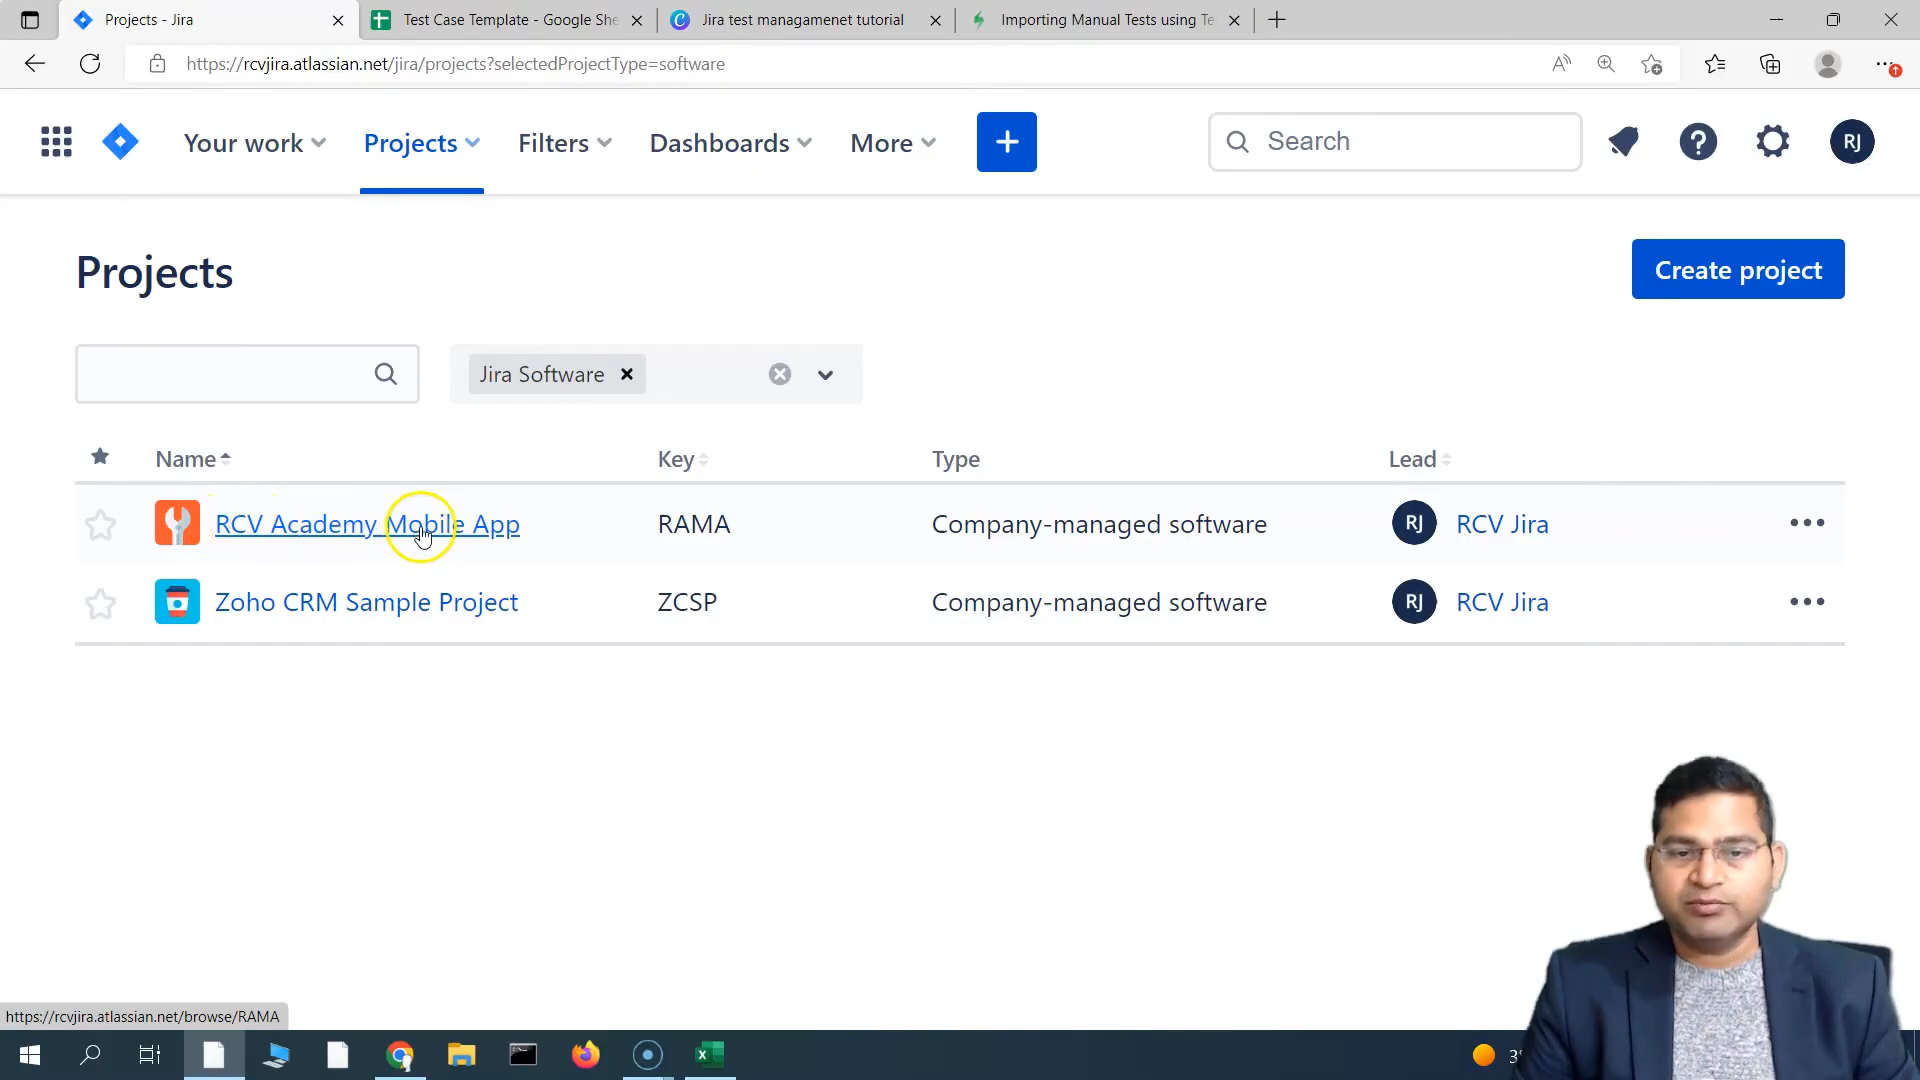 Projects - Jira
Test Case Template - Google She
Jira test managamenet tutorial
Importing Manual Tests using Te
https://rcvjira.atlassian.net/jira/projects?selectedProjectType=software
Your work
Projects
Filters
Dashboards
More
Search
RJ
Projects
Create project
Jira Software
Name
Key
Type
Lead
RCV Academy Mobile App
RAMA
Company-managed software
RJ
RCV Jira
Zoho CRM Sample Project
ZCSP
Company-managed software
RJ
RCV Jira
https://rcvjira.atlassian.net/browse/RAMA
3°